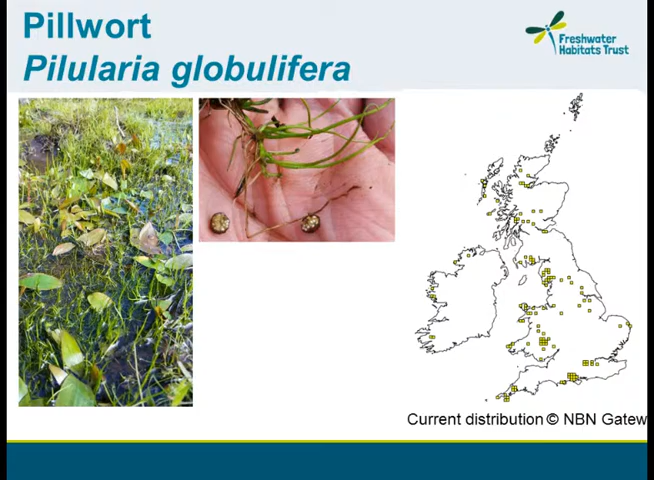 Pillwort
Pilularia globulifera
Freshwater
Habitats Trust
Current distribution © NBN Gatew